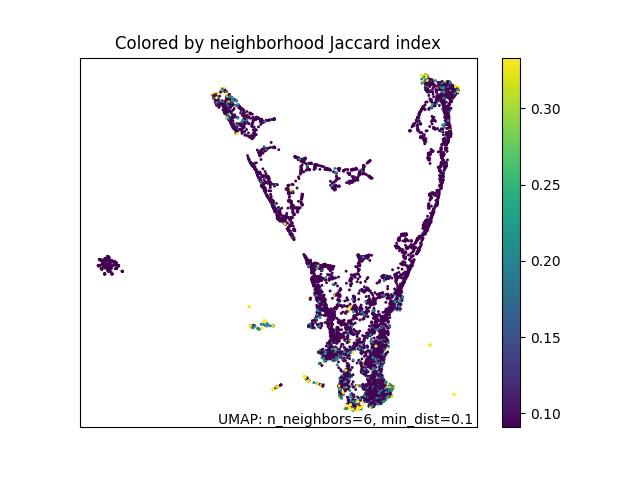 Colored by neighborhood Jaccard index
0.30
0.25
0.20
0.15
0.10
UMAP: n_neighbors=6, min_dist=0.1